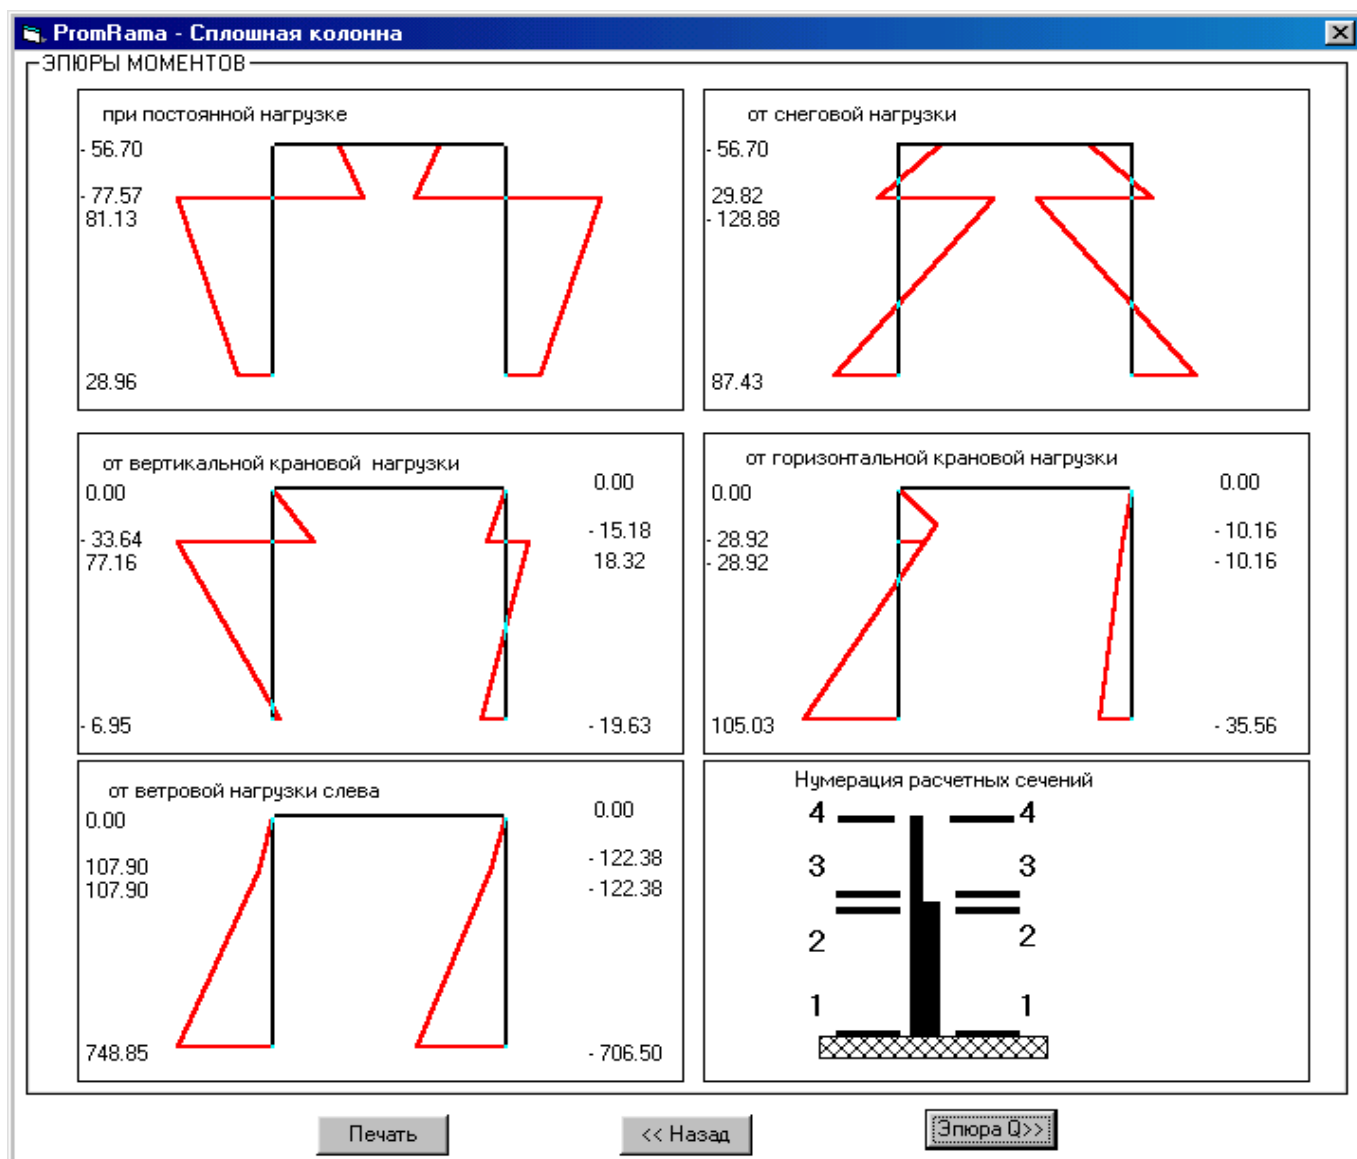 PromRama - Сплошная колонна
ЭПЮРЫ МОМЕНТОВ
при постоянной нагрузке
- 56.70
- 77.57
81.13
28.96
от снеговой нагрузки
- 56.70
29.82
- 128.88
87.43
от вертикальной крановой нагрузки
0.00 0.00
- 33.64 - 15.18
77.16 18.32
- 6.95 - 19.63
от горизонтальной крановой нагрузки
0.00 0.00
- 28.92 - 10.16
- 28.92 - 10.16
105.03 - 35.56
от ветровой нагрузки слева
0.00 0.00
107.90 - 122.38
107.90 - 122.38
748.85 - 706.50
Нумерация расчетных сечений
4 4
3 3
2 2
1 1
Печать << Назад Эпюра Q>>